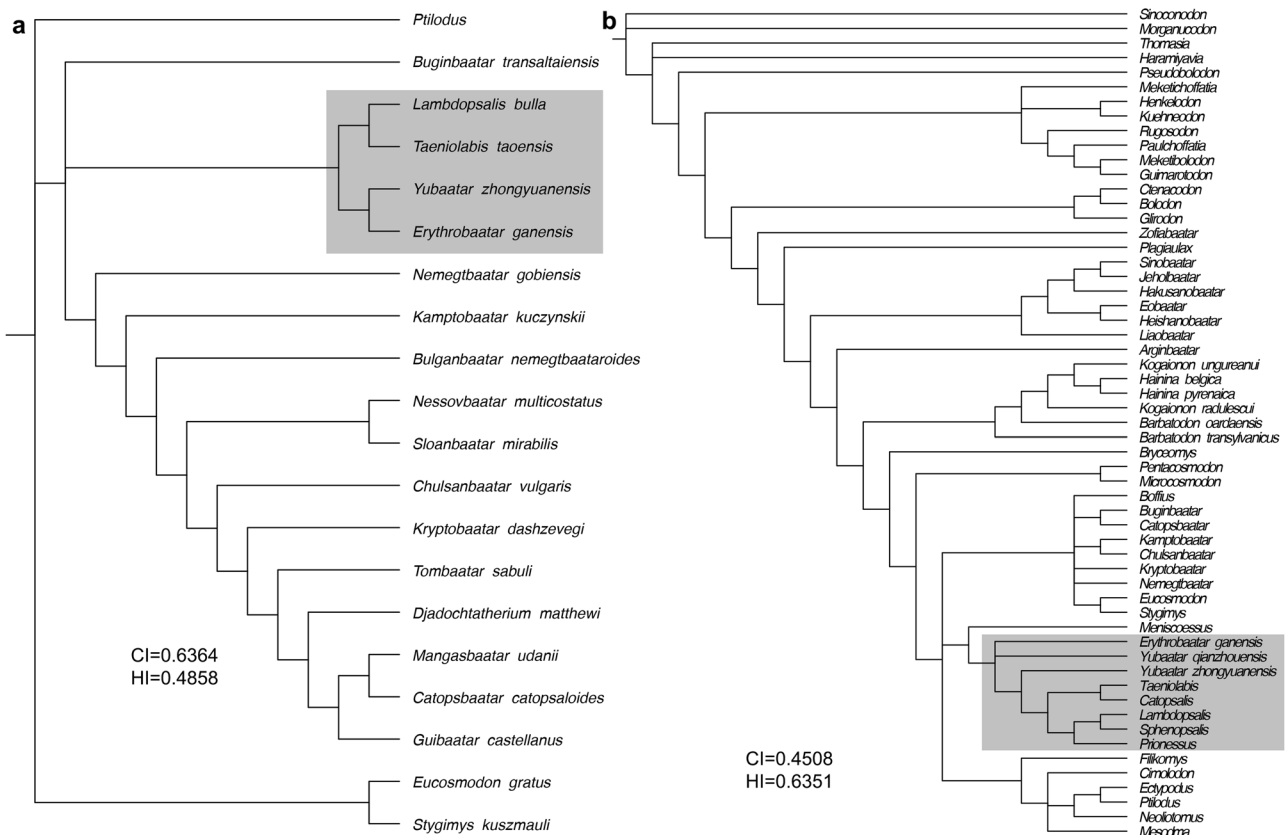 a
Ptilodus
Buginbaatar transaltaiensis
Lambdopsalis bulla
Taeniolabis taoensis
Yubaatar zhongyuanensis
Erythrobaatar ganensis
Nemegtbaatar gobiensis
Kamptobaatar kuczynskii
Bulganbaatar nemegtbaataroides
Nessovbaatar multicostatus
Sloanbaatar mirabilis
Chulsanbaatar vulgaris
Kryptobaatar dashzevegi
Tombaatar sabuli
Djadochtatherium matthewi
Mangasbaatar udanii
Catopsbaatar catopsaloides
Guibaatar castellanus
Eucosmodon gratus
Stygimys kuszmauli
CI=0.6364
HI=0.4858
b
Sinoconodon
Morganucodon
Thomasia
Haramiyavia
Pseudobolodon
Meketichoffatia
Henkelodon
Kuehneodon
Rugosodon
Paulchoffatia
Meketibolodon
Guimarotodon
Ctenacodon
Bolodon
Glirodon
Zofiabaatar
Plagiaulax
Sinobaatar
Jeholbaatar
Hakusanobaatar
Eobaatar
Heishanobaatar
Liaobaatar
Arginbaatar
Kogaionon ungureanui
Hainina belgica
Hainina pyrenaica
Kogaionon radulescui
Barbatodon oardaensis
Barbatodon transylvanicus
Bryceomys
Pentacosmodon
Microcosmodon
Boffius
Buginbaatar
Catopsbaatar
Kamptobaatar
Chulsanbaatar
Kryptobaatar
Nemegtbaatar
Eucosmodon
Stygimys
Meniscoessus
Erythrobaatar ganensis
Yubaatar qianzhouensis
Yubaatar zhongyuanensis
Taeniolabis
Catopsalis
Lambdopsalis
Sphenopsalis
Prionessus
Filikomys
Cimolodon
Ectypodus
Ptilodus
Neoliotomus
Mesodma
CI=0.4508
HI=0.6351